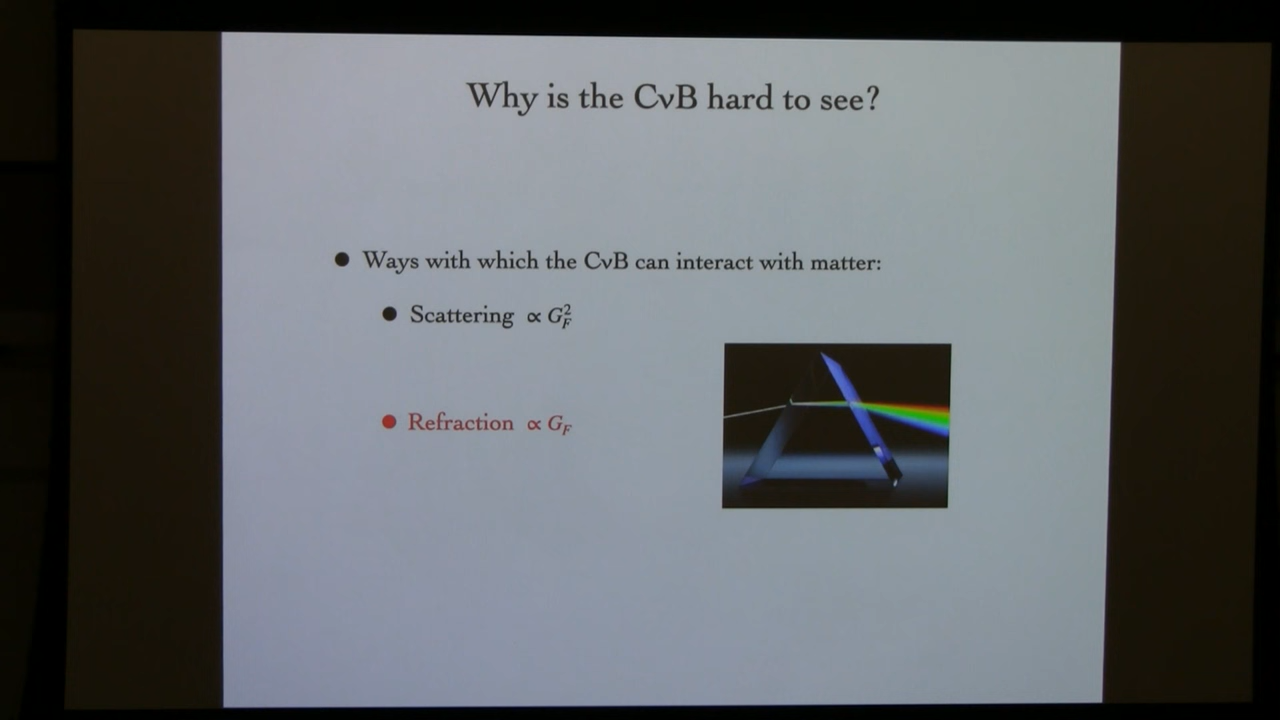 Why is the CνB hard to see?
• Ways with which the CνB can interact with matter:
• Scattering ∝ G_F^2
• Refraction ∝ G_F